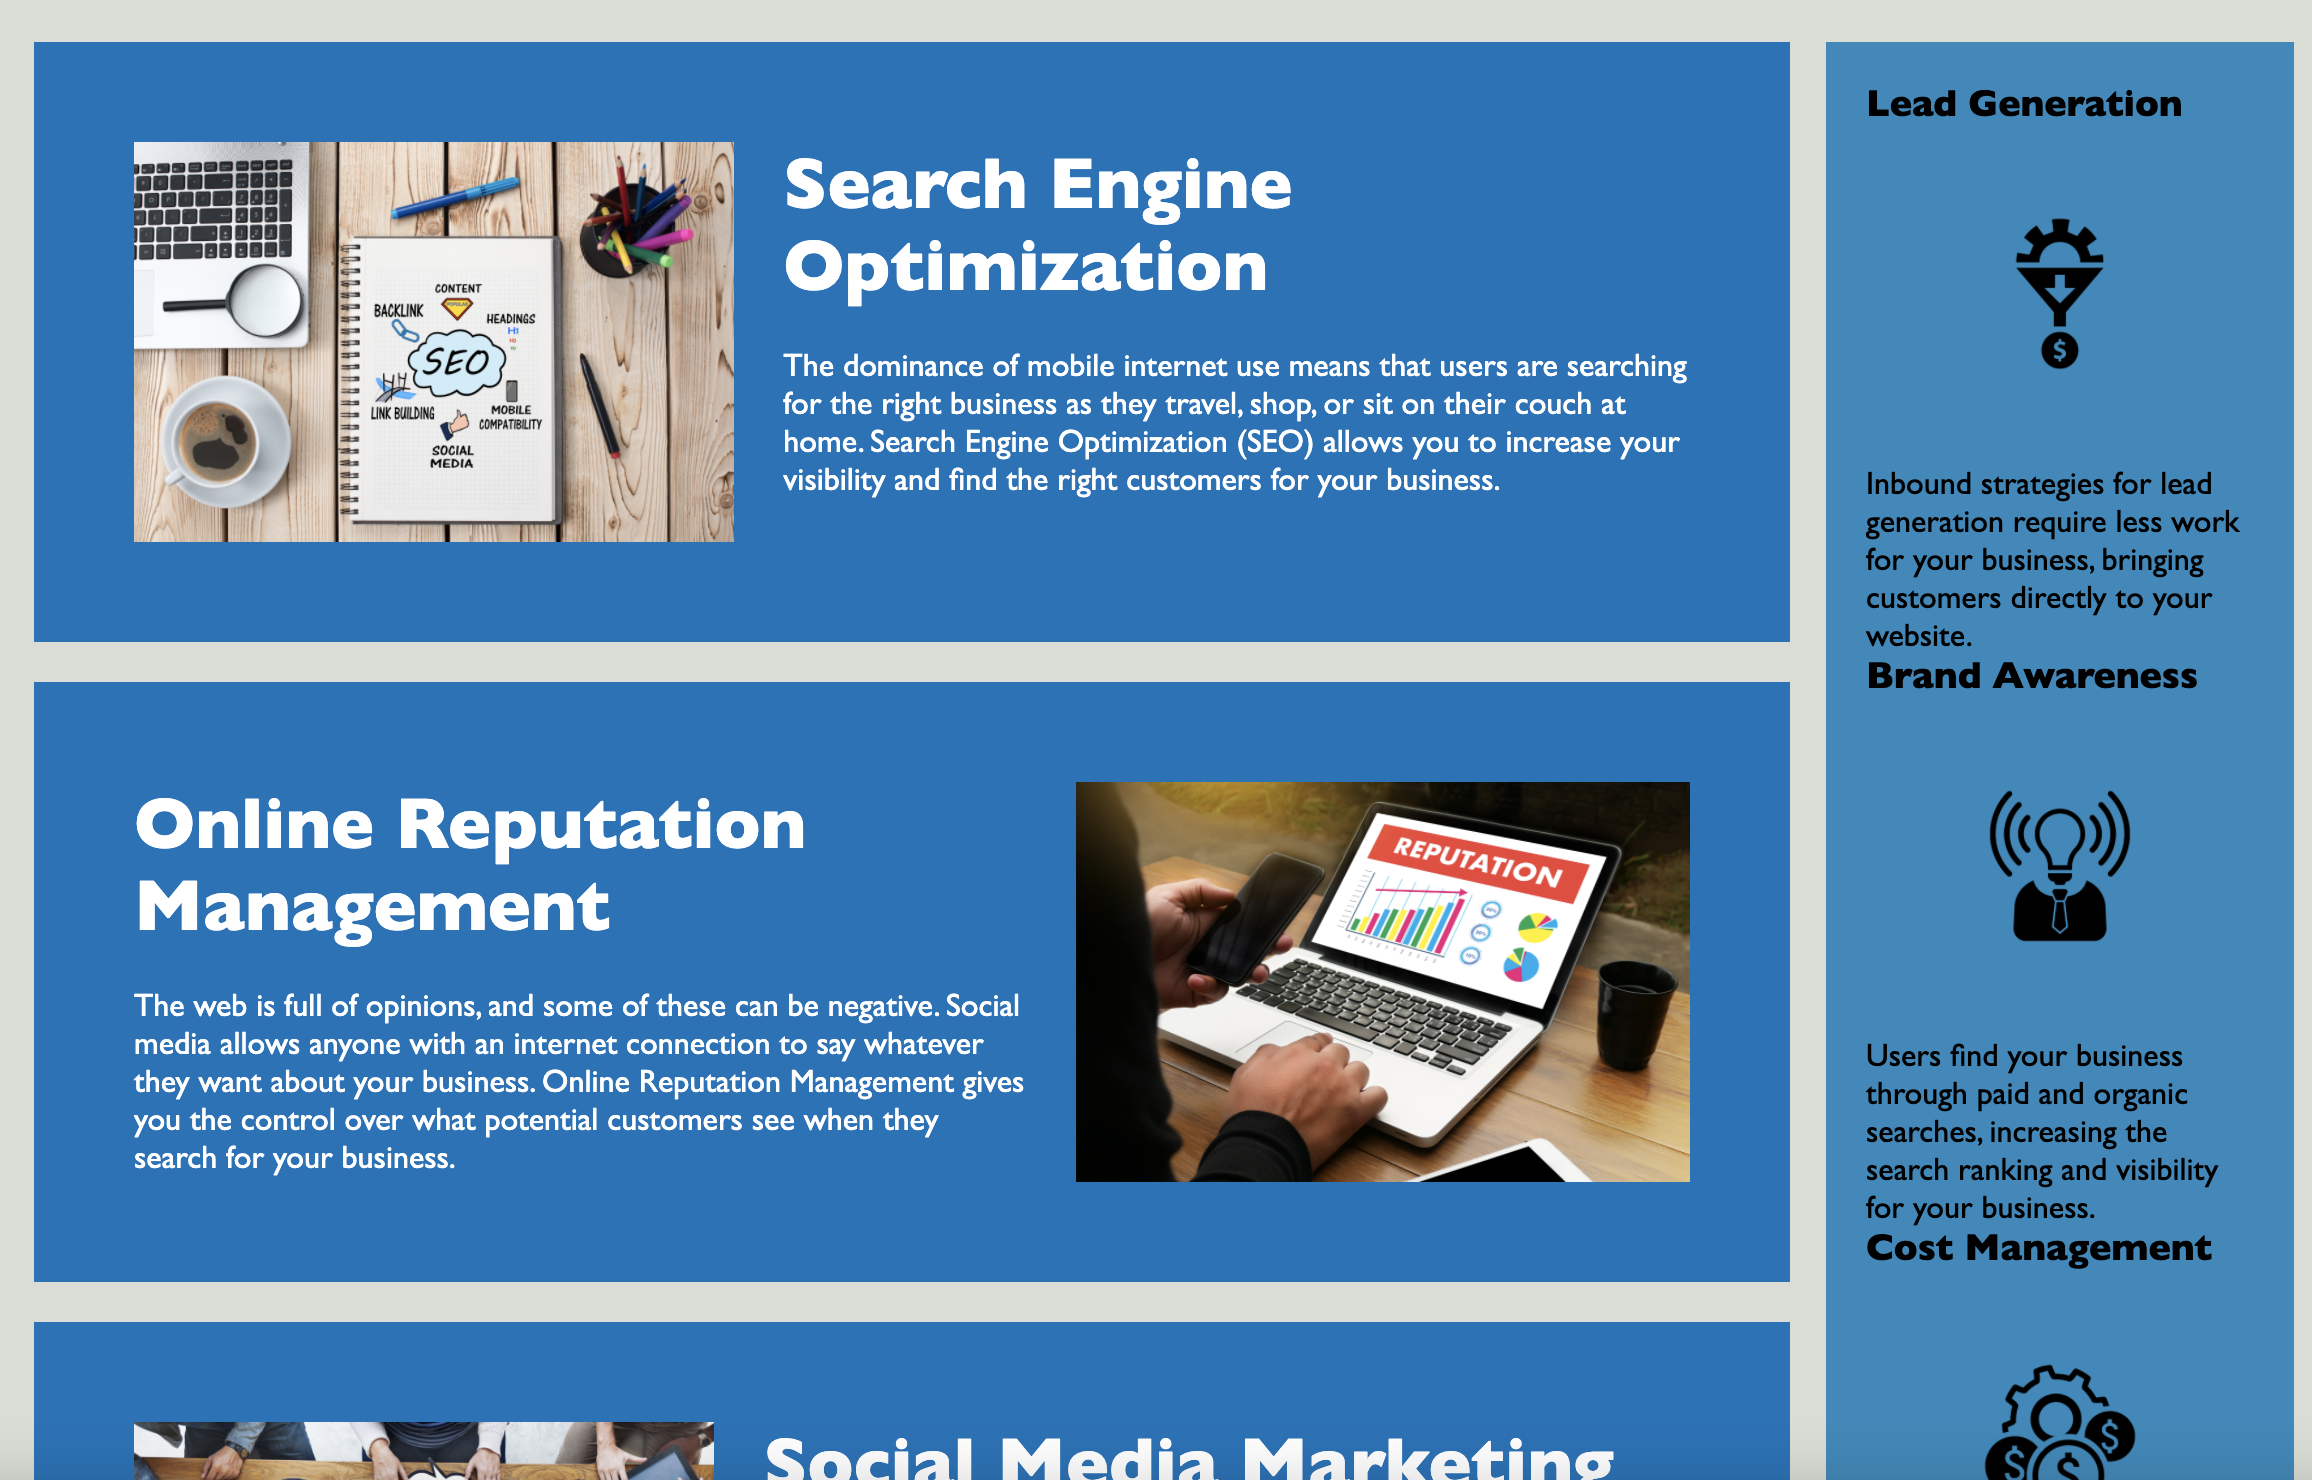 Search Engine
Optimization
The dominance of mobile internet use means that users are searching
for the right business as they travel, shop, or sit on their couch at
home. Search Engine Optimization (SEO) allows you to increase your
visibility and find the right customers for your business.
CONTENT
POPULAR
BACKLINK
HEADINGS
H1
H2
SEO
LINK BUILDING
MOBILE
COMPATIBILITY
SOCIAL
MEDIA
Online Reputation
Management
The web is full of opinions, and some of these can be negative. Social
media allows anyone with an internet connection to say whatever
they want about your business. Online Reputation Management gives
you the control over what potential customers see when they
search for your business.
REPUTATION
Social Media Marketing
Lead Generation
$
Inbound strategies for lead
generation require less work
for your business, bringing
customers directly to your
website.
Brand Awareness
Users find your business
through paid and organic
searches, increasing the
search ranking and visibility
for your business.
Cost Management
$
$
$